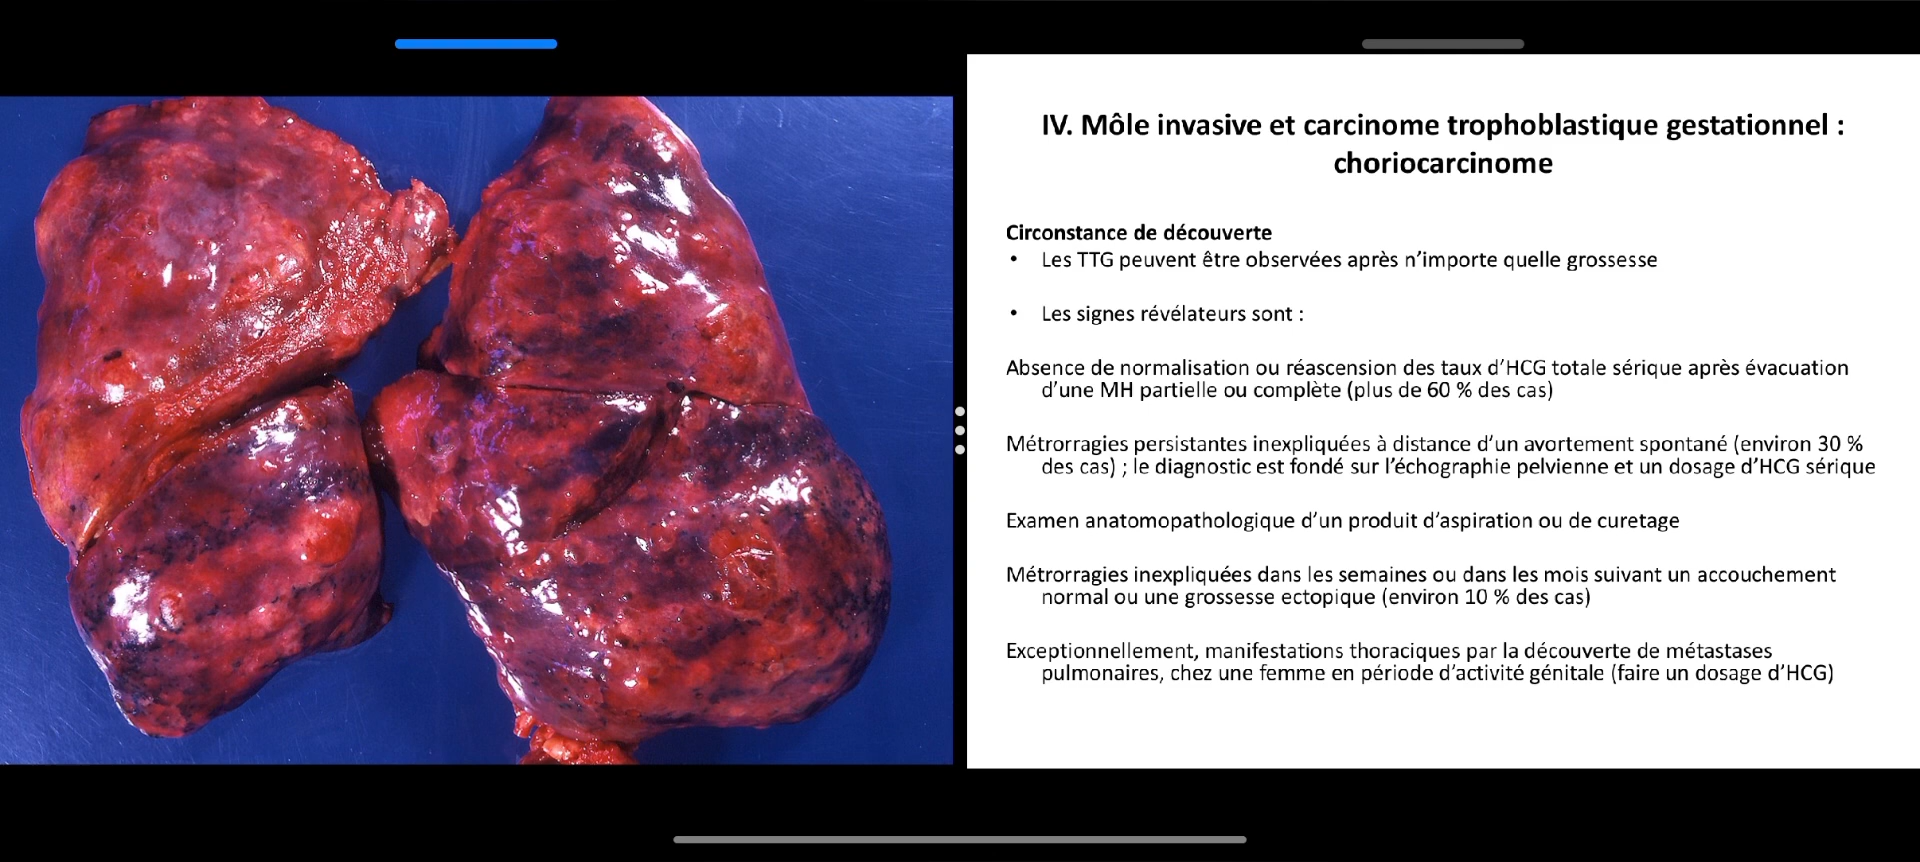 IV. Môle invasive et carcinome trophoblastique gestationnel :
choriocarcinome
Circonstance de découverte
• Les TTG peuvent être observées après n’importe quelle grossesse
• Les signes révélateurs sont :
Absence de normalisation ou réascension des taux d’HCG totale sérique après évacuation
d’une MH partielle ou complète (plus de 60 % des cas)
Métrorragies persistantes inexpliquées à distance d’un avortement spontané (environ 30 %
des cas) ; le diagnostic est fondé sur l’échographie pelvienne et un dosage d’HCG sérique
Examen anatomopathologique d’un produit d’aspiration ou de curetage
Métrorragies inexpliquées dans les semaines ou dans les mois suivant un accouchement
normal ou une grossesse ectopique (environ 10 % des cas)
Exceptionnellement, manifestations thoraciques par la découverte de métastases
pulmonaires, chez une femme en période d’activité génitale (faire un dosage d’HCG)